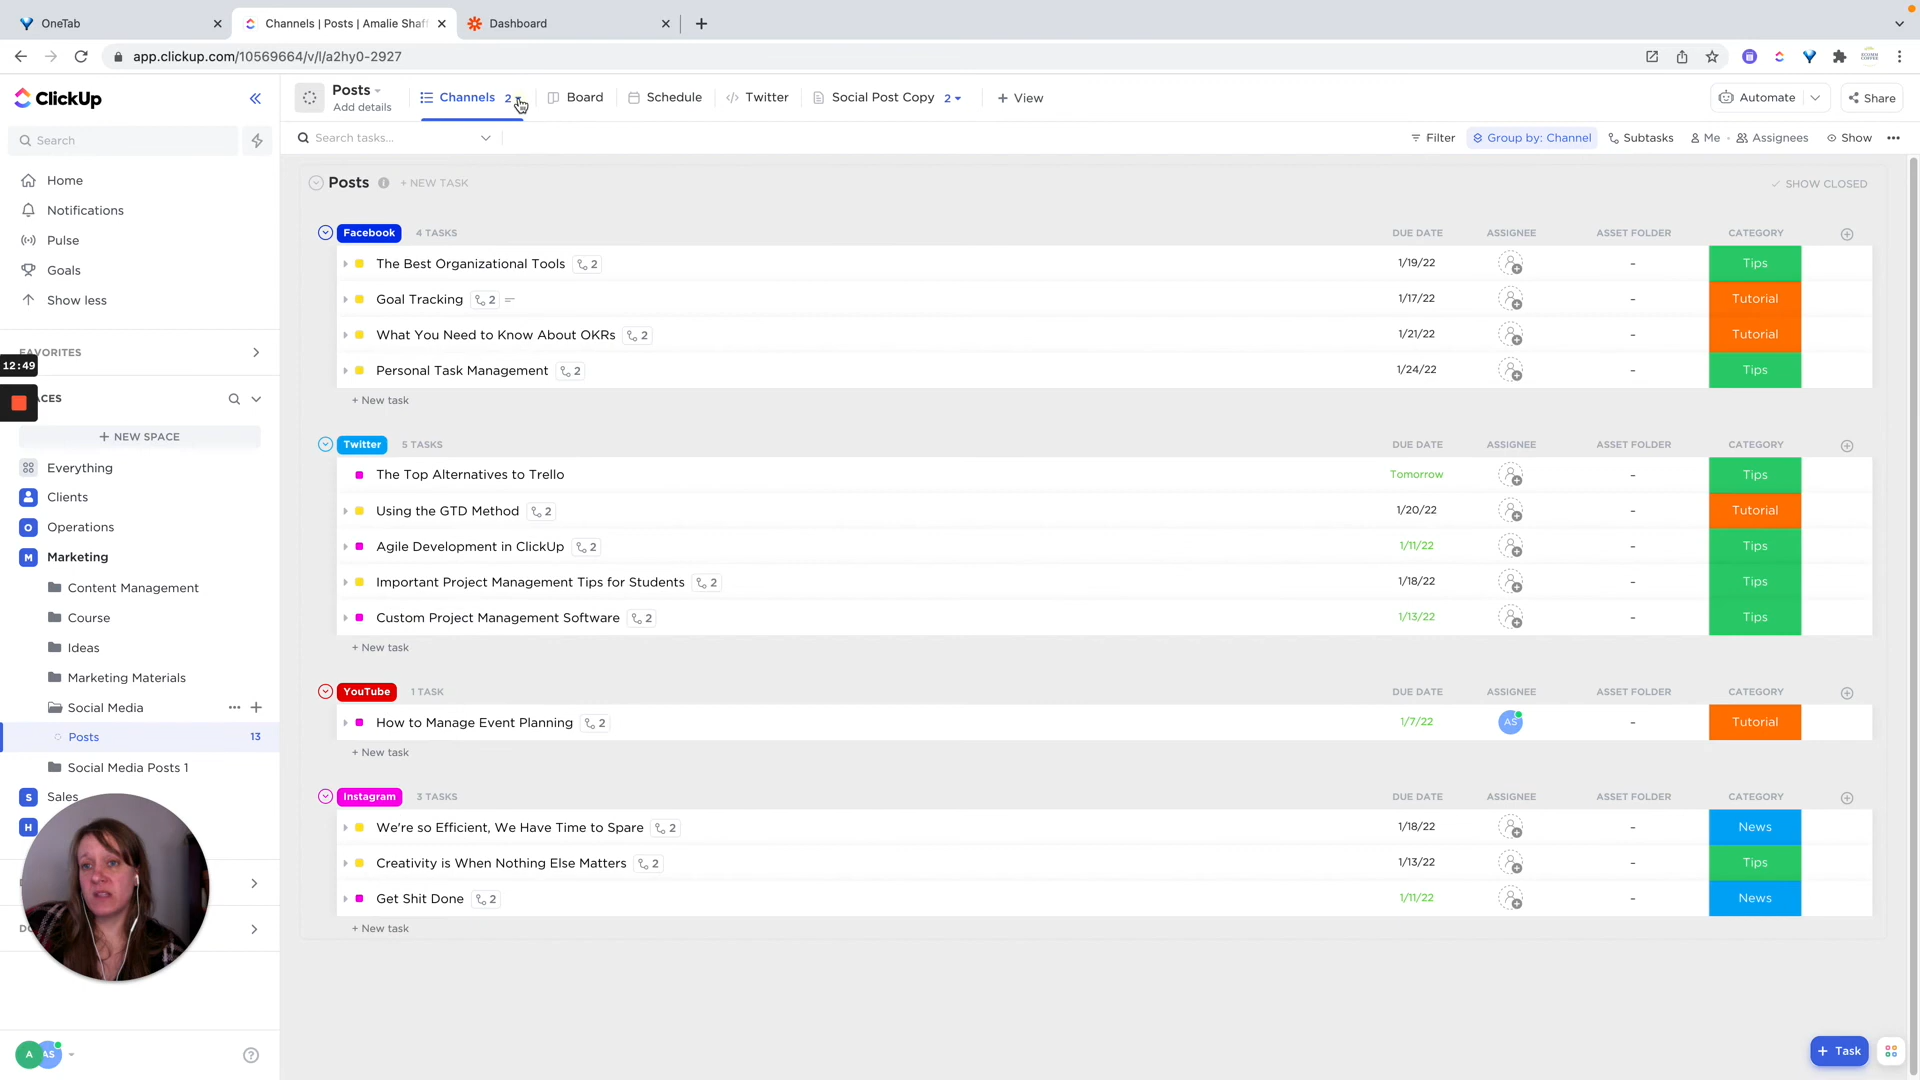 OneTab
Channels | Posts | Amalie Shaff
Dashboard
app.clickup.com/10569664/v/l/a2hy0-2927
ClickUp
Posts
Add details
Channels 2
Board
Schedule
Twitter
Social Post Copy 2
+ View
Automate
Share
Search
Search tasks...
Filter
Group by: Channel
Subtasks
Me
Assignees
Show
Home
Notifications
Pulse
Goals
Show less
FAVORITES
12:49
ACES
+ NEW SPACE
Everything
Clients
O Operations
M Marketing
Content Management
Course
Ideas
Marketing Materials
Social Media
Posts 13
Social Media Posts 1
S Sales
H
A AS
Posts + NEW TASK
SHOW CLOSED
Facebook 4 TASKS DUE DATE ASSIGNEE ASSET FOLDER CATEGORY
The Best Organizational Tools 2 1/19/22 – Tips
Goal Tracking 2 1/17/22 – Tutorial
What You Need to Know About OKRs 2 1/21/22 – Tutorial
Personal Task Management 2 1/24/22 – Tips
+ New task
Twitter 5 TASKS DUE DATE ASSIGNEE ASSET FOLDER CATEGORY
The Top Alternatives to Trello Tomorrow – Tips
Using the GTD Method 2 1/20/22 – Tutorial
Agile Development in ClickUp 2 1/11/22 – Tips
Important Project Management Tips for Students 2 1/18/22 – Tips
Custom Project Management Software 2 1/13/22 – Tips
+ New task
YouTube 1 TASK DUE DATE ASSIGNEE ASSET FOLDER CATEGORY
How to Manage Event Planning 2 1/7/22 AS – Tutorial
+ New task
Instagram 3 TASKS DUE DATE ASSIGNEE ASSET FOLDER CATEGORY
We're so Efficient, We Have Time to Spare 2 1/18/22 – News
Creativity is When Nothing Else Matters 2 1/13/22 – Tips
Get Shit Done 2 1/11/22 – News
+ New task
+ Task